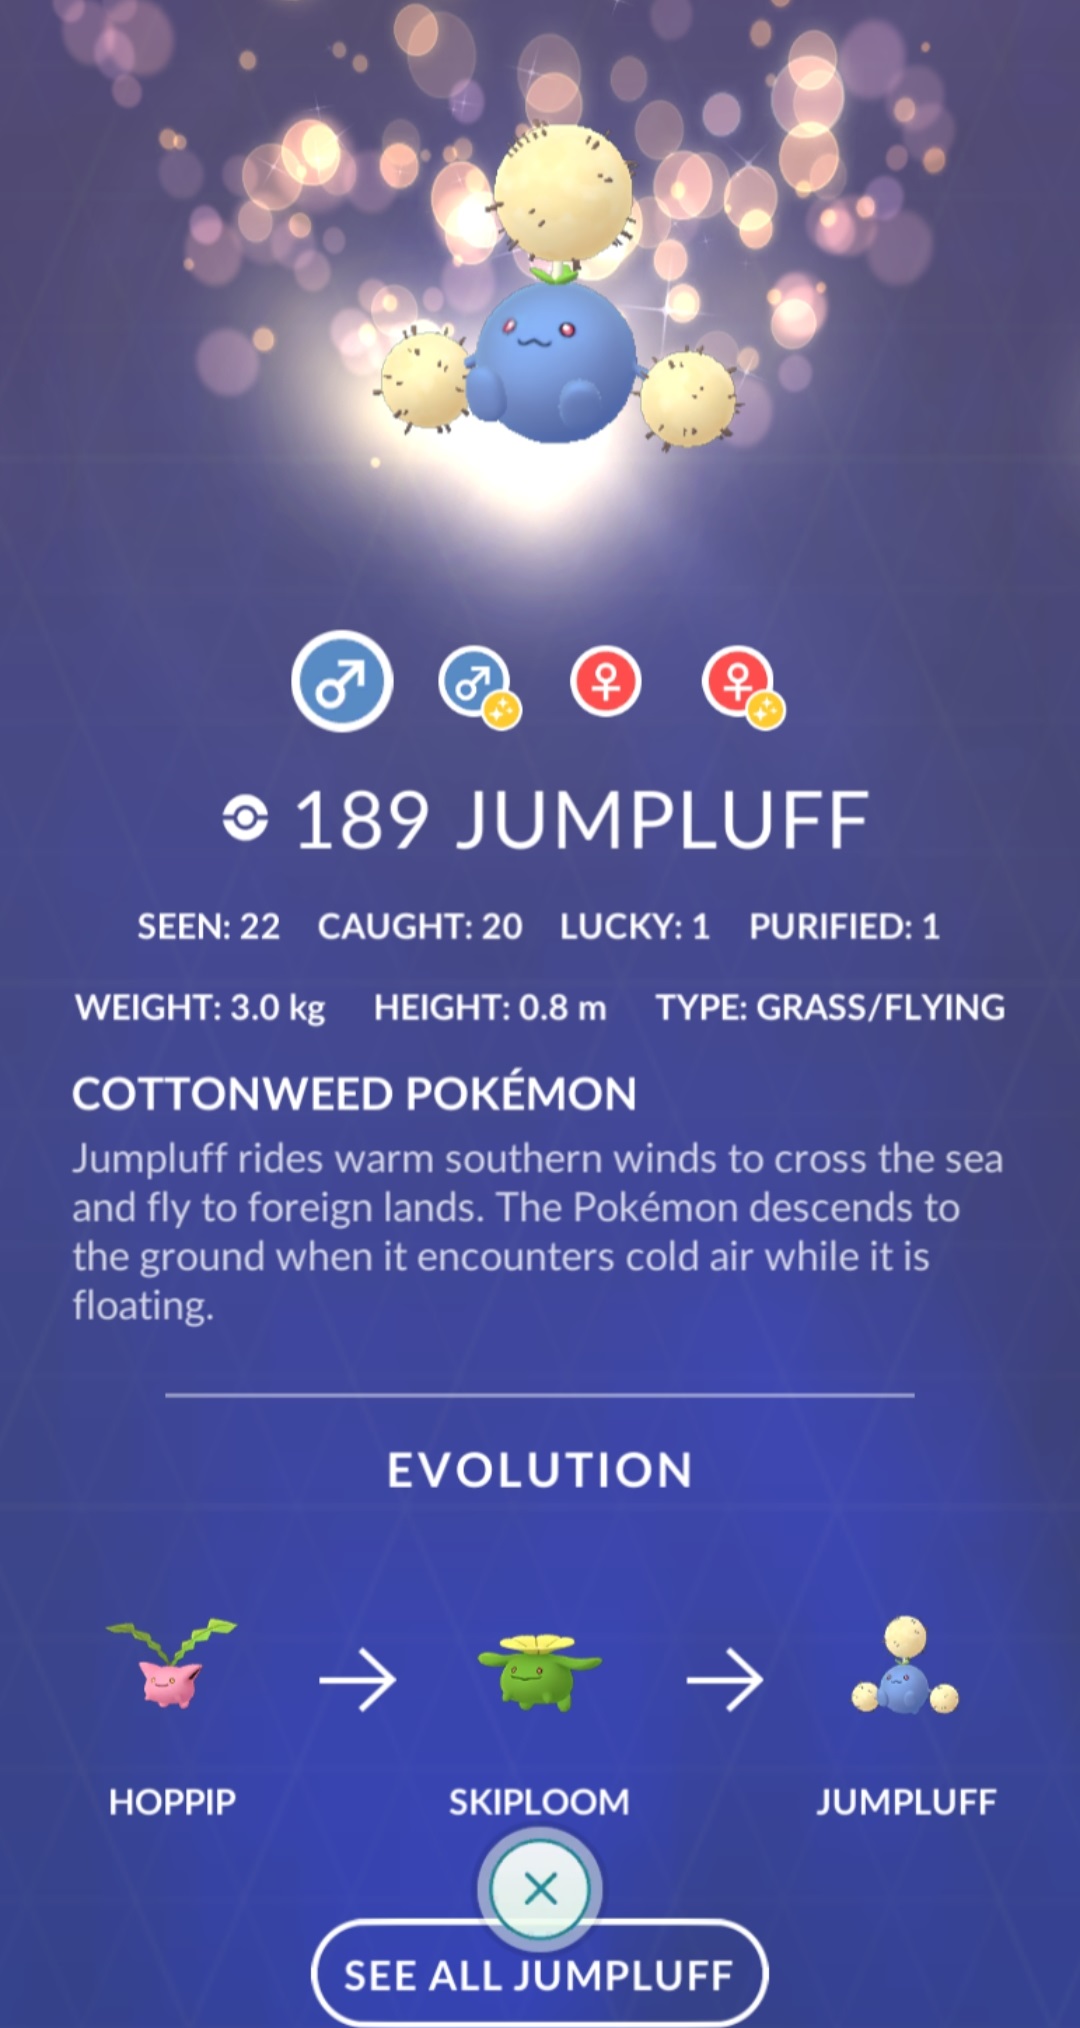 189 JUMPLUFF
SEEN: 22 CAUGHT: 20 LUCKY: 1 PURIFIED: 1
WEIGHT: 3.0 kg HEIGHT: 0.8 m TYPE: GRASS/FLYING
COTTONWEED POKÉMON
Jumpluff rides warm southern winds to cross the sea
and fly to foreign lands. The Pokémon descends to
the ground when it encounters cold air while it is
floating.
EVOLUTION
HOPPIP SKIPLOOM JUMPLUFF
SEE ALL JUMPLUFF